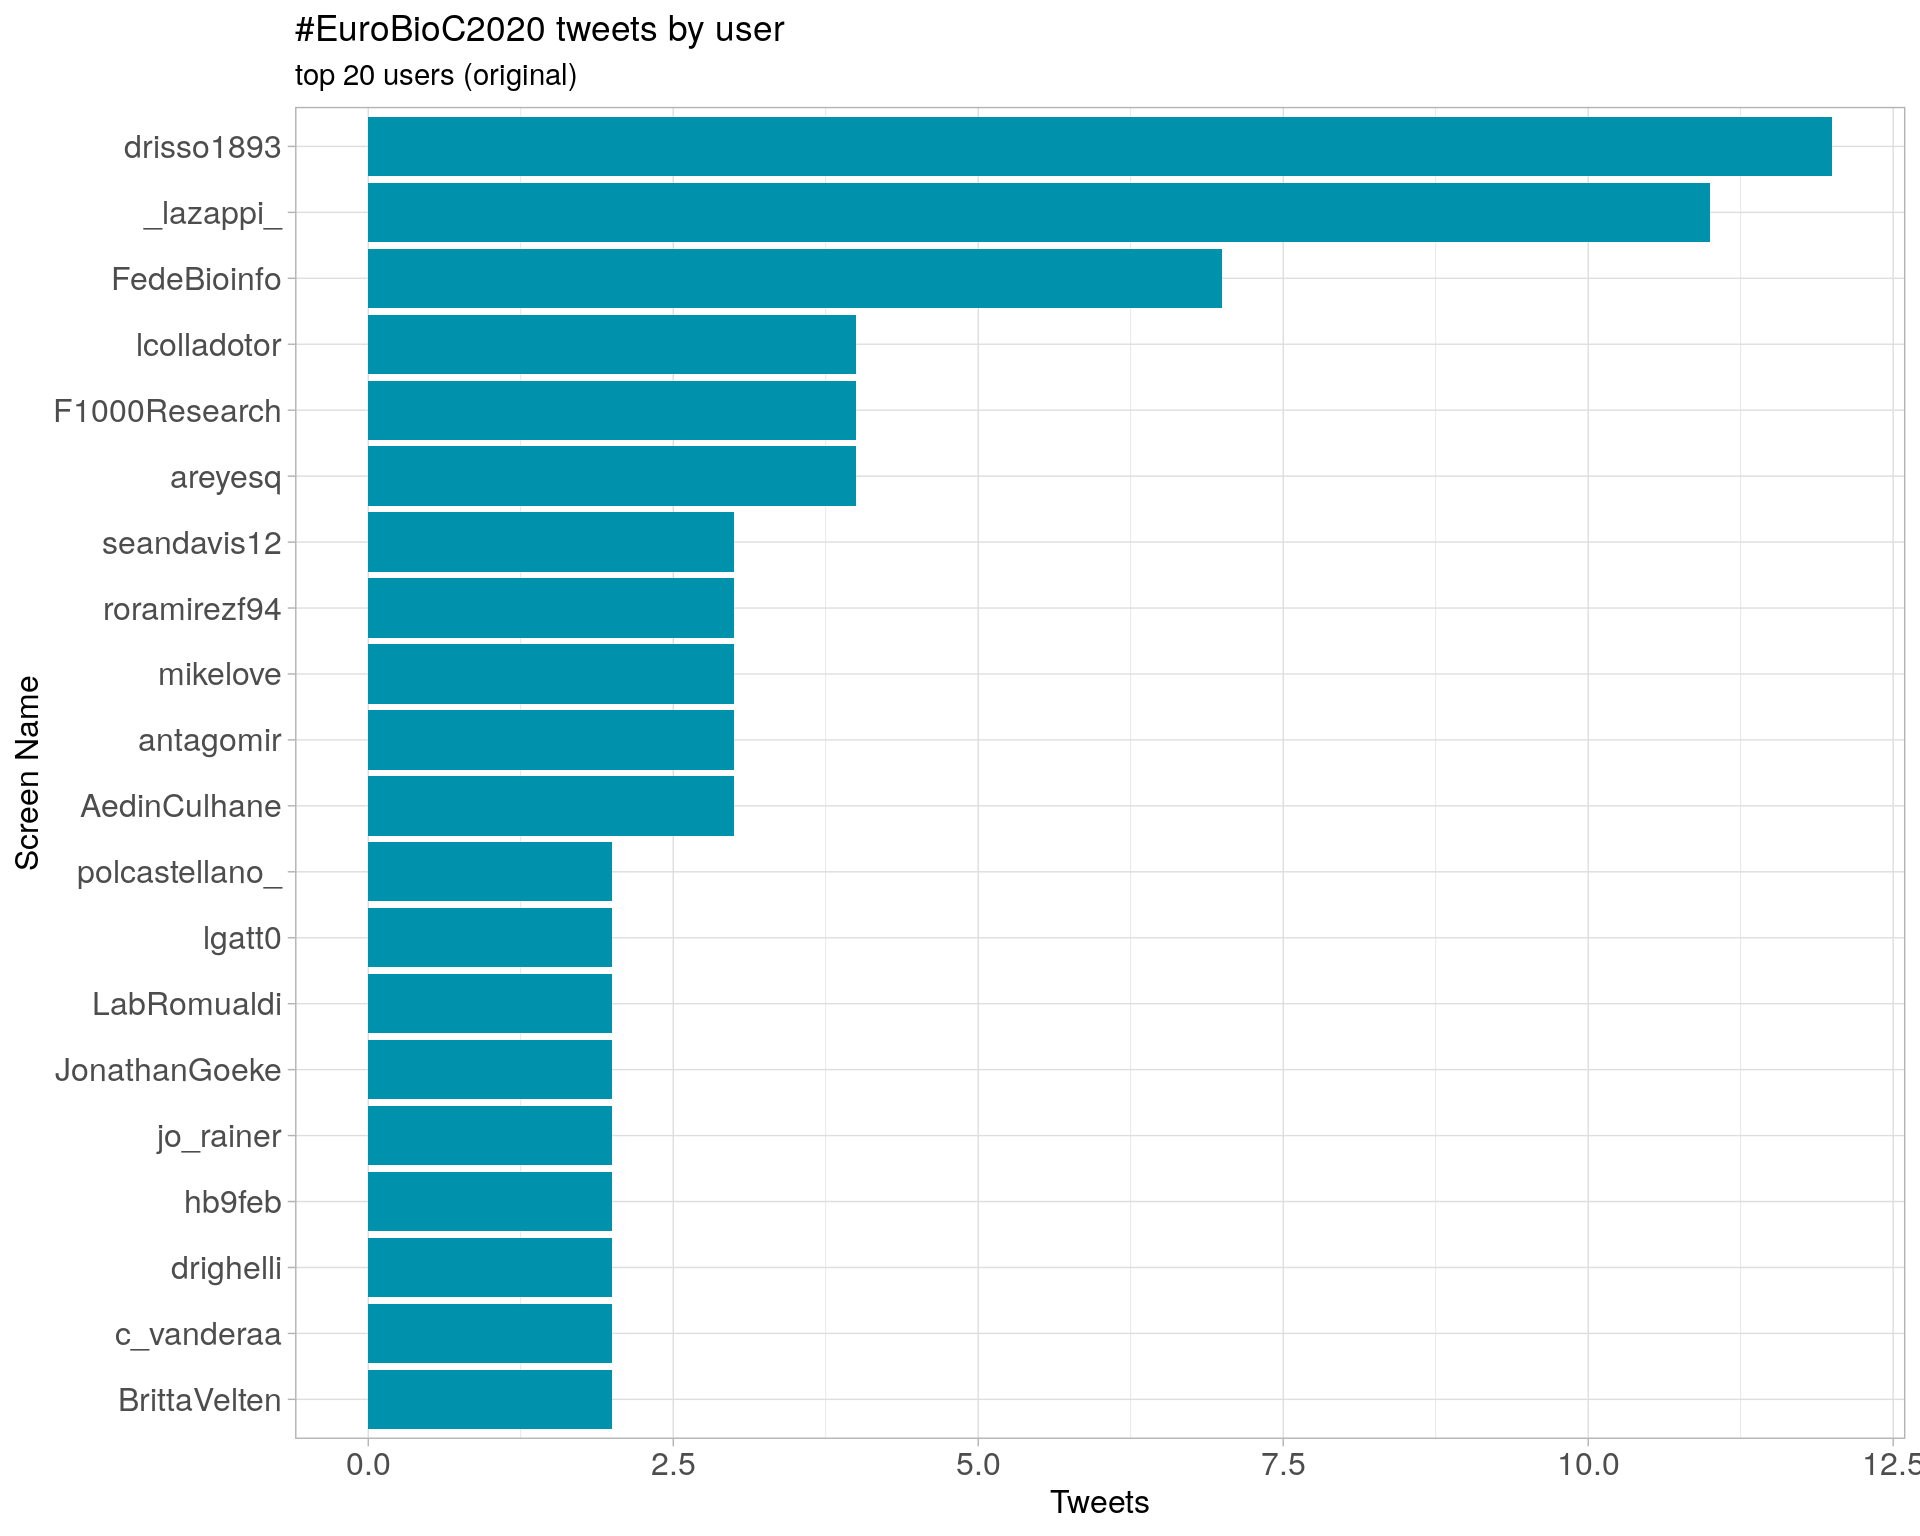 #EuroBioC2020 tweets by user
top 20 users (original)
drisso1893
_lazappi_
FedeBioinfo
lcolladotor
F1000Research
areyesq
seandavis12
roramirezf94
mikelove
antagomir
AedinCulhane
polcastellano_
lgatt0
LabRomualdi
JonathanGoeke
jo_rainer
hb9feb
drighelli
c_vanderaa
BrittaVelten
Screen Name
0.0 2.5 5.0 7.5 10.0 12.5
Tweets